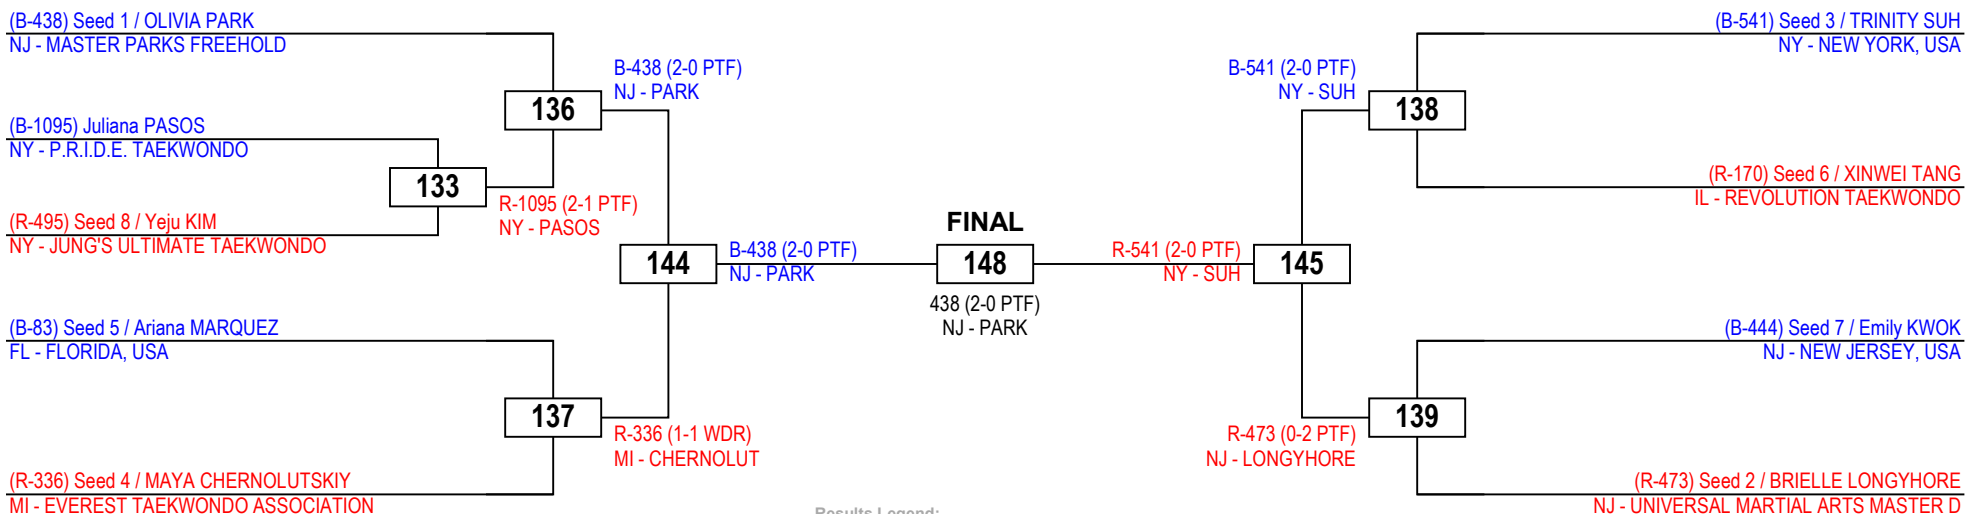 (B-438) Seed 1 / OLIVIA PARK
NJ - MASTER PARKS FREEHOLD
(B-1095) Juliana PASOS
NY - P.R.I.D.E. TAEKWONDO
(R-495) Seed 8 / Yeju KIM
NY - JUNG'S ULTIMATE TAEKWONDO
(B-83) Seed 5 / Ariana MARQUEZ
FL - FLORIDA, USA
(R-336) Seed 4 / MAYA CHERNOLUTSKIY
MI - EVEREST TAEKWONDO ASSOCIATION
133
R-1095 (2-1 PTF)
NY - PASOS
136
B-438 (2-0 PTF)
NJ - PARK
137
R-336 (1-1 WDR)
MI - CHERNOLUT
144
B-438 (2-0 PTF)
NJ - PARK
FINAL
148
438 (2-0 PTF)
NJ - PARK
R-541 (2-0 PTF)
NY - SUH
145
B-541 (2-0 PTF)
NY - SUH
138
R-473 (0-2 PTF)
NJ - LONGYHORE
139
(B-541) Seed 3 / TRINITY SUH
NY - NEW YORK, USA
(R-170) Seed 6 / XINWEI TANG
IL - REVOLUTION TAEKWONDO
(B-444) Seed 7 / Emily KWOK
NJ - NEW JERSEY, USA
(R-473) Seed 2 / BRIELLE LONGYHORE
NJ - UNIVERSAL MARTIAL ARTS MASTER D
Results Legend: